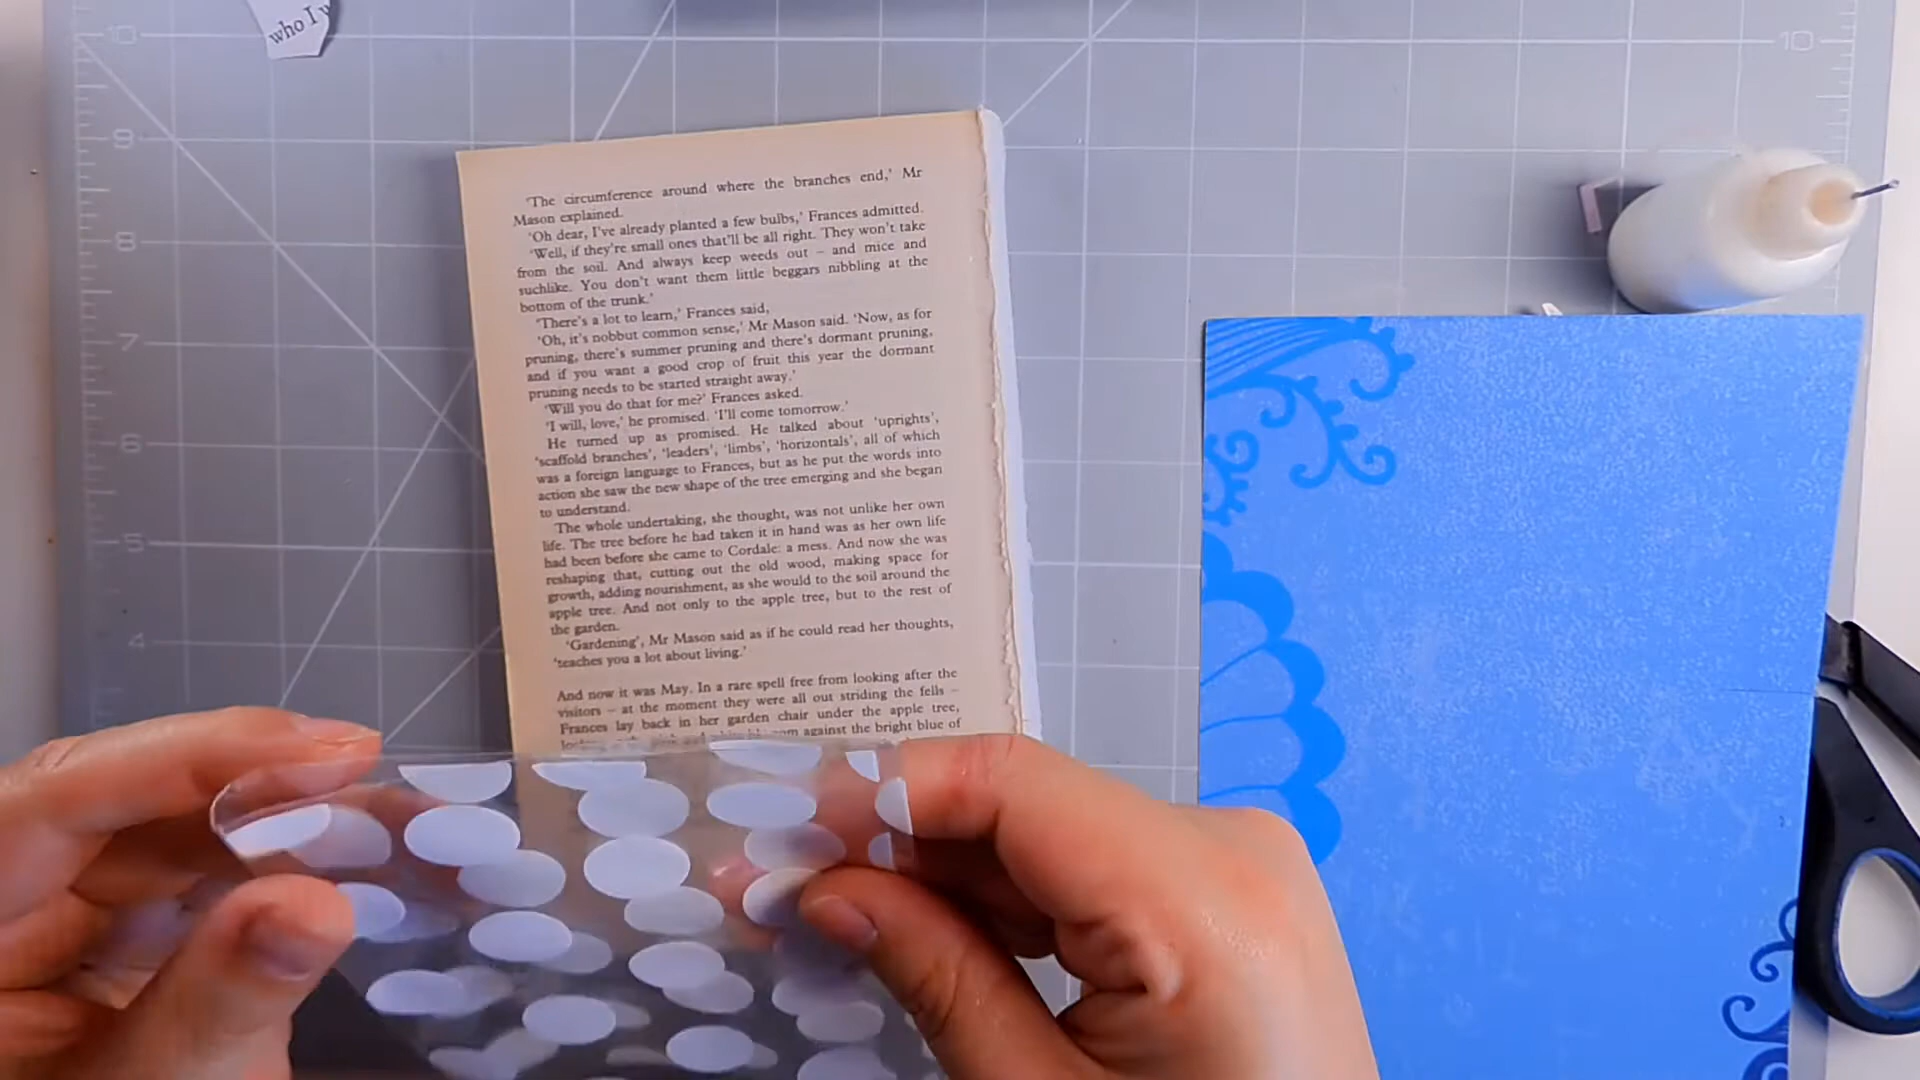 who I
10
10
9
8
7
6
5
4
'The circumference around where the branches end,' Mr
Mason explained.
'Oh dear, I've already planted a few bulbs,' Frances admitted.
'Well, if they're small ones that'll be all right. They won't take
from the soil. And always keep weeds out – and mice and
suchlike. You don't want them little beggars nibbling at the
bottom of the trunk.'
'There's a lot to learn,' Frances said,
'Oh, it's nobbut common sense,' Mr Mason said. 'Now, as for
pruning, there's summer pruning and there's dormant pruning,
and if you want a good crop of fruit this year the dormant
pruning needs to be started straight away.'
'Will you do that for me?' Frances asked.
'I will, love,' he promised. 'I'll come tomorrow.'
He turned up as promised. He talked about 'uprights',
'scaffold branches', 'leaders', 'limbs', 'horizontals', all of which
was a foreign language to Frances, but as he put the words into
action she saw the new shape of the tree emerging and she began
to understand.
The whole undertaking, she thought, was not unlike her own
life. The tree before he had taken it in hand was as her own life
had been before she came to Cordale: a mess. And now she was
reshaping that, cutting out the old wood, making space for
growth, adding nourishment, as she would to the soil around the
apple tree. And not only to the apple tree, but to the rest of
the garden.
'Gardening', Mr Mason said as if he could read her thoughts,
'teaches you a lot about living.'
And now it was May. In a rare spell free from looking after the
visitors – at the moment they were all out striding the fells –
Frances lay back in her garden chair under the apple tree,
against the bright blue of